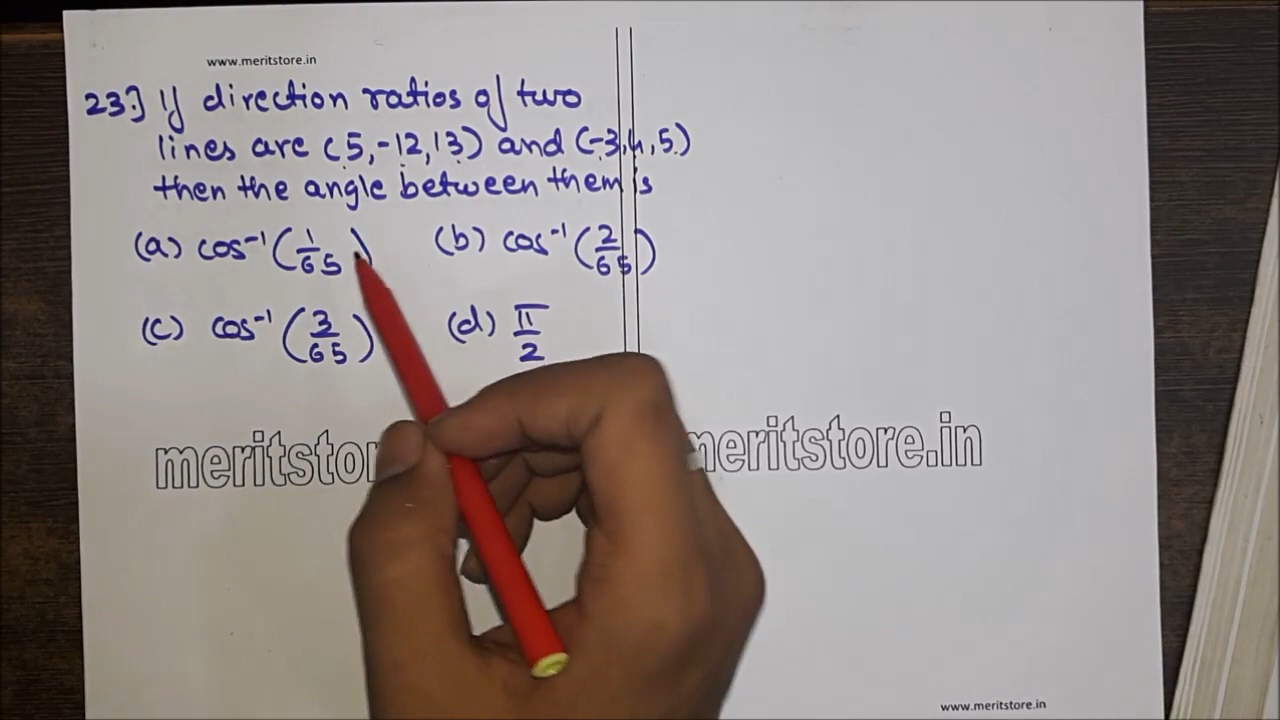 www.meritstore.in
23:] If direction ratios of two
lines are (5,-12,13) and (-3,4,5)
then the angle between them is
(a) cos⁻¹(1/65) (b) cos⁻¹(2/65)
(c) cos⁻¹(3/65) (d) π/2
meritstor meritstore.in
www.meritstore.in